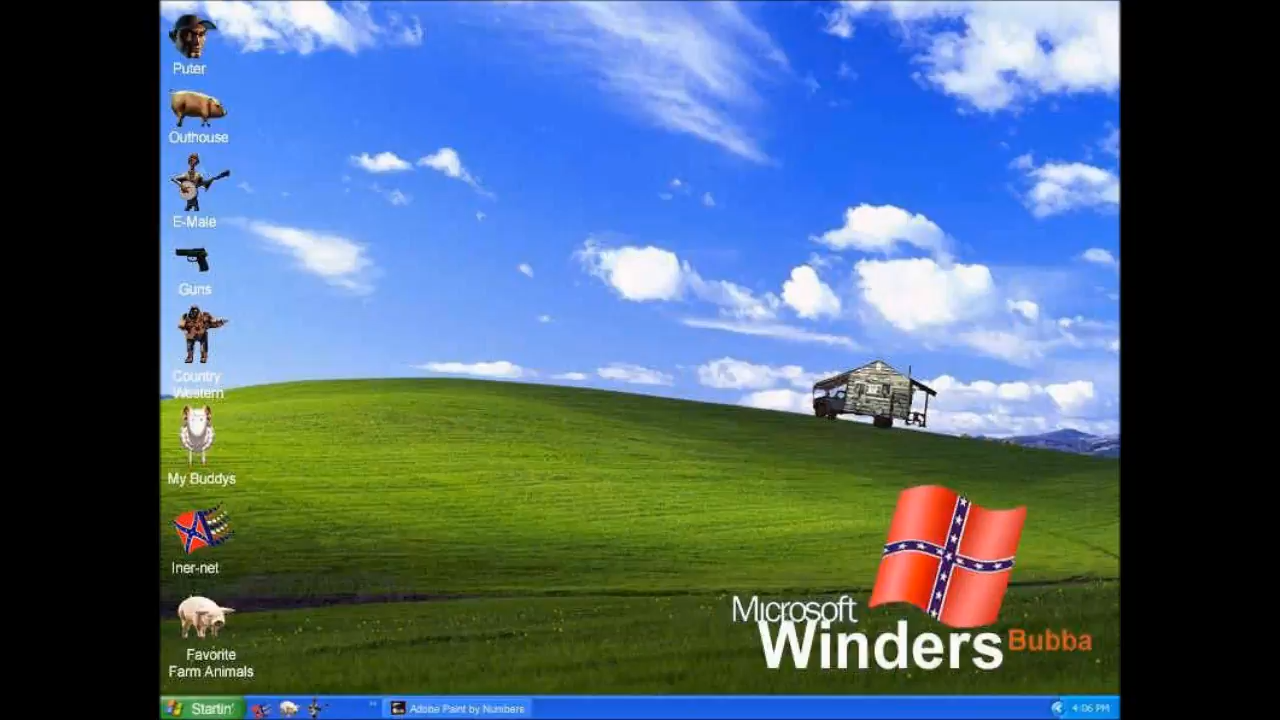 Puter
Outhouse
E-Male
Guns
Country
Western
My Buddys
Iner-net
Favorite
Farm Animals
Microsoft
Winders Bubba
Startin'
Adobe Paint by Numbers
4:06 PM